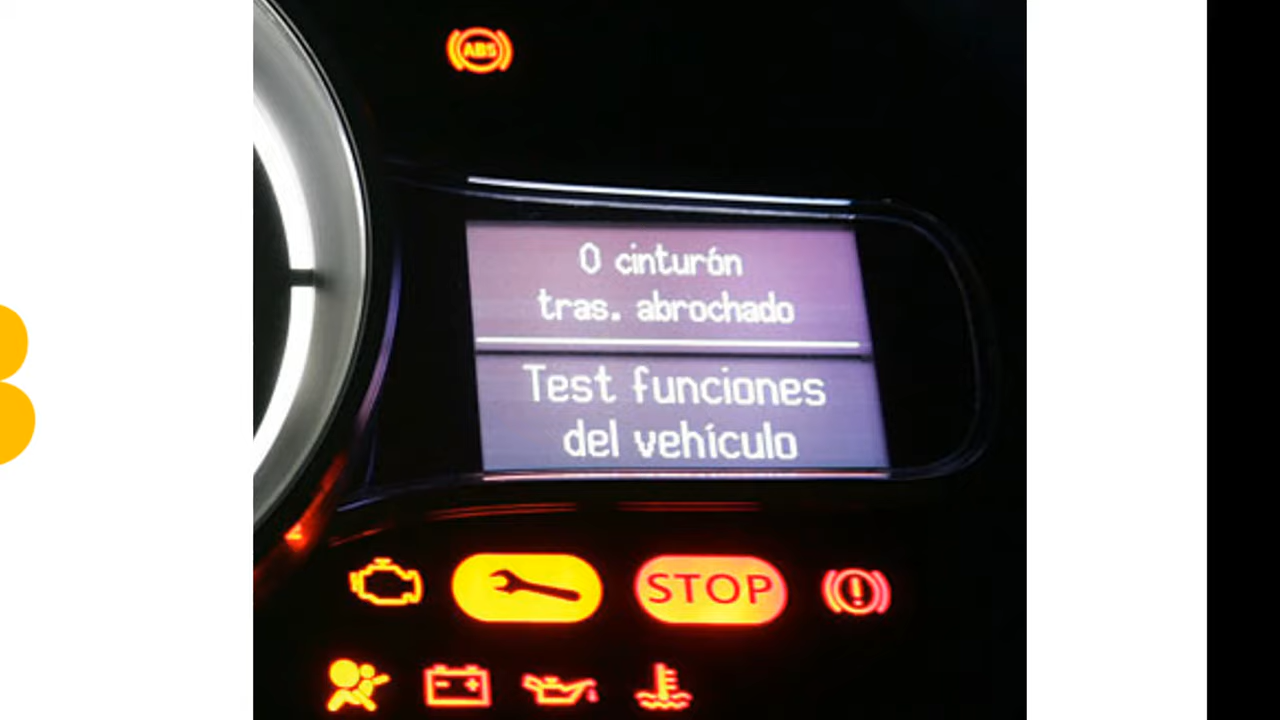 ABS
0 cinturón
tras. abrochado
Test funciones
del vehículo
STOP